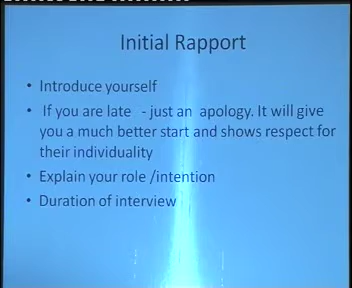 Initial Rapport
• Introduce yourself
• If you are late - just an apology. It will give
you a much better start and shows respect for
their individuality
• Explain your role /intention
• Duration of interview